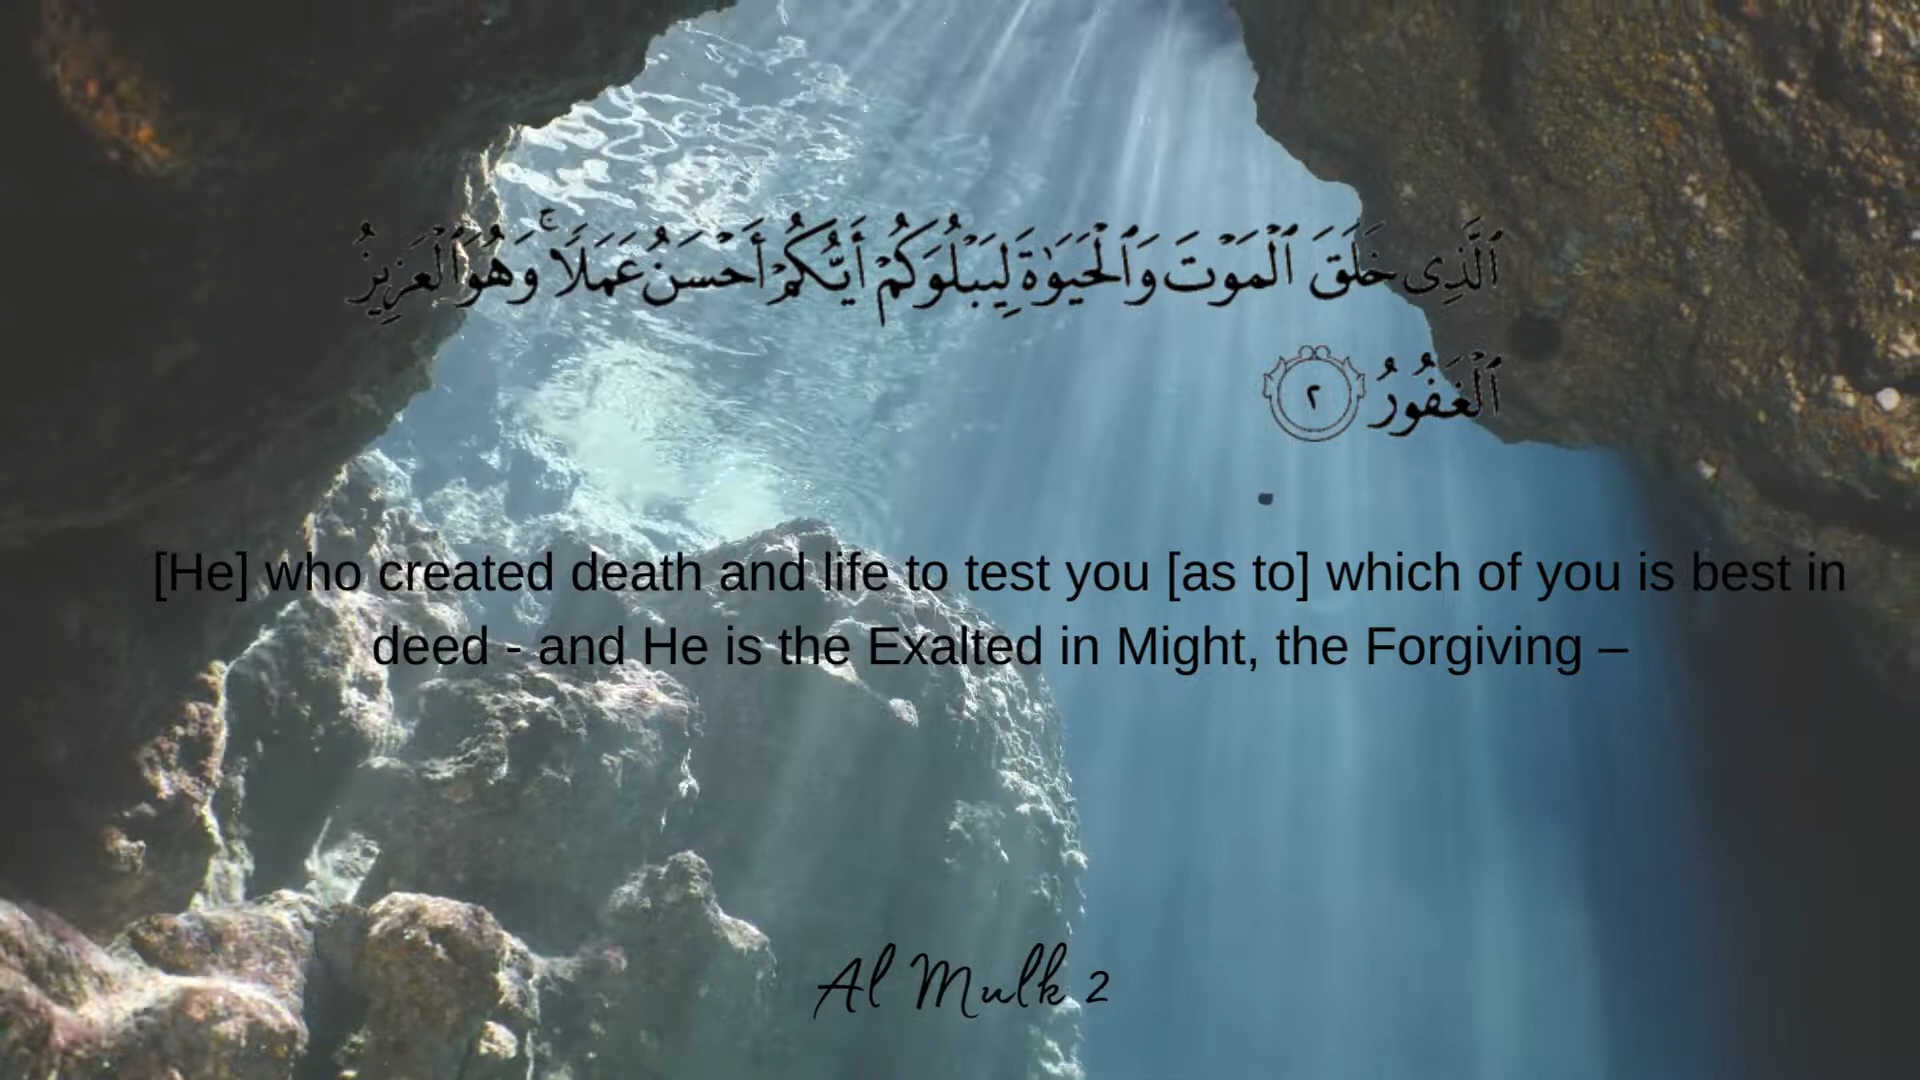 ٱلَّذِى خَلَقَ ٱلْمَوْتَ وَٱلْحَيَوٰةَ لِيَبْلُوَكُمْ أَيُّكُمْ أَحْسَنُ عَمَلًا ۚ وَهُوَ ٱلْعَزِيزُ
ٱلْغَفُورُ ٢
[He] who created death and life to test you [as to] which of you is best in
deed - and He is the Exalted in Might, the Forgiving –
Al Mulk 2